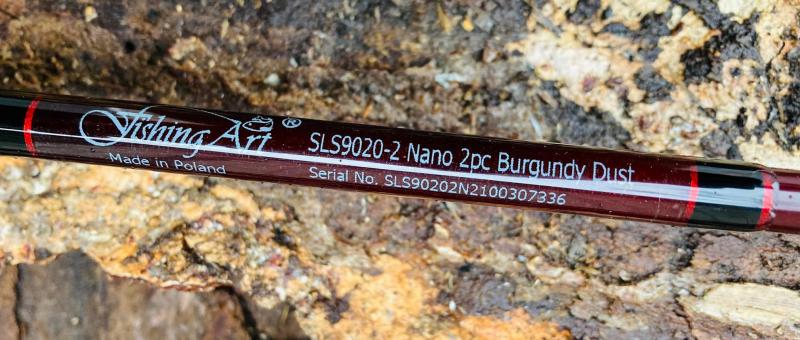 Fishing Art ®
Made in Poland
SLS9020-2 Nano 2pc Burgundy Dust
Serial No. SLS90202N2100307336